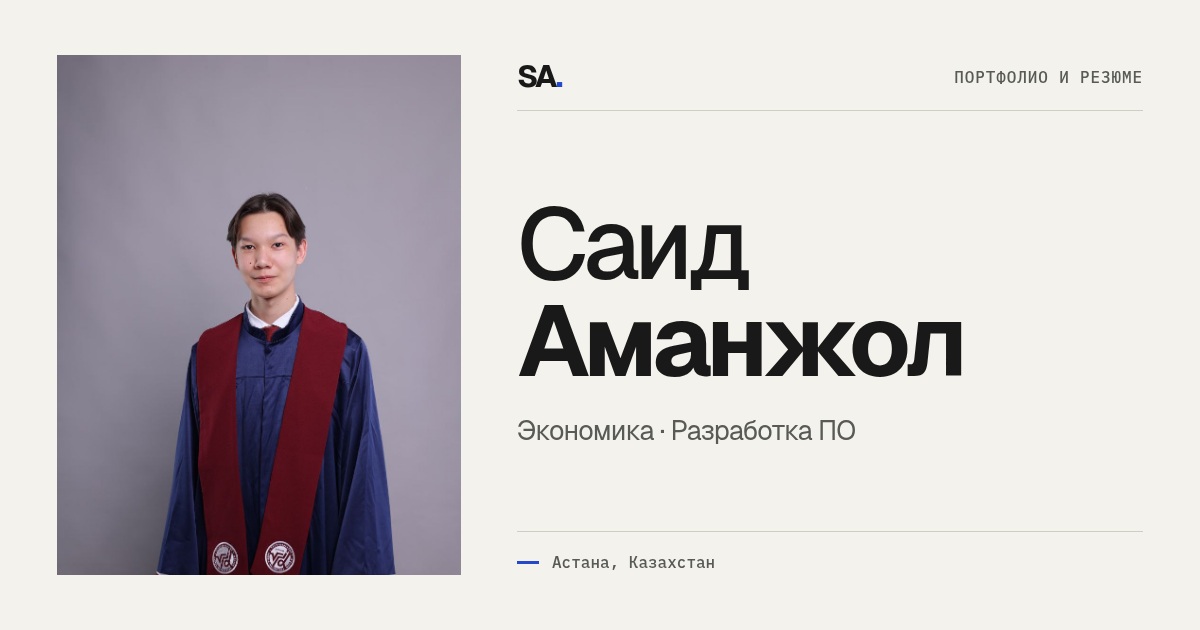 SA.
ПОРТФОЛИО И РЕЗЮМЕ
Саид
Аманжол
Экономика · Разработка ПО
Астана, Казахстан